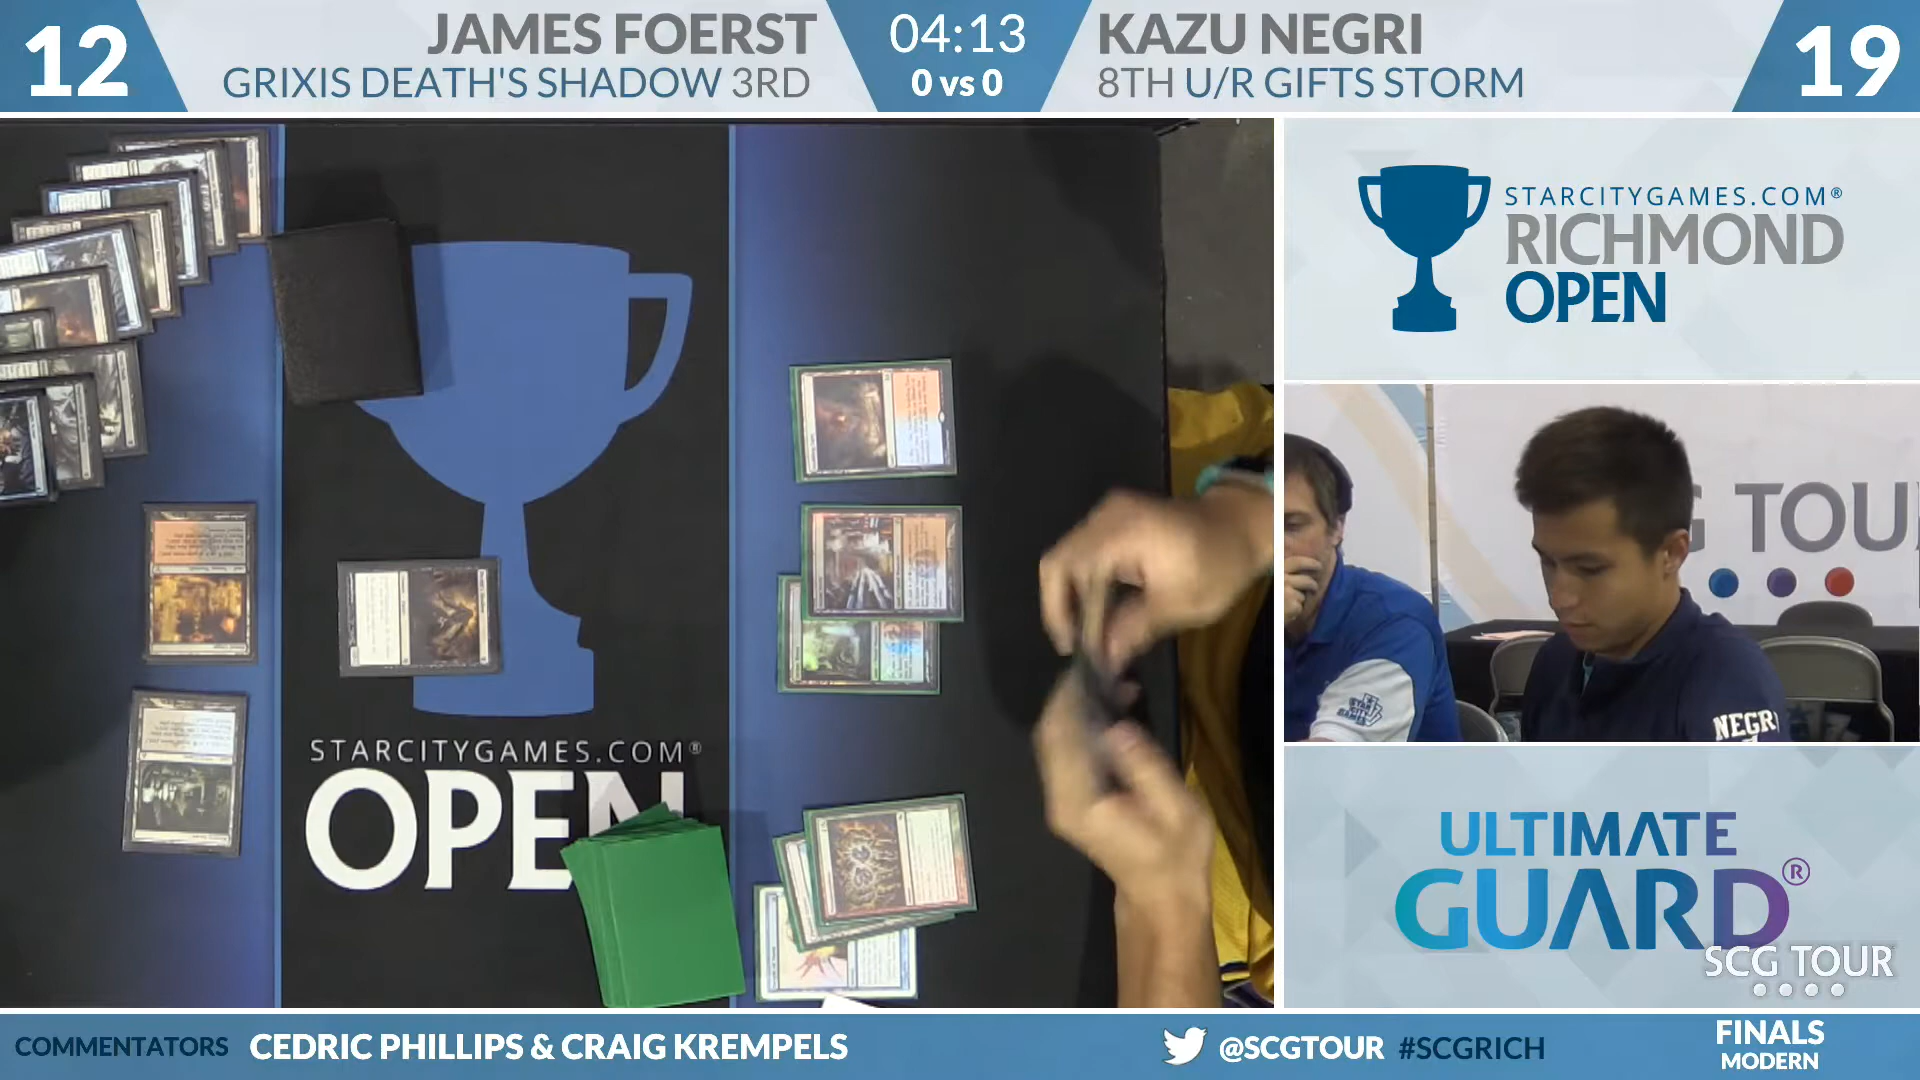 12
JAMES FOERST
GRIXIS DEATH'S SHADOW 3RD
04:13
0 vs 0
KAZU NEGRI
8TH U/R GIFTS STORM
19
STARCITYGAMES.COM®
RICHMOND
OPEN
STARCITYGAMES.COM®
OPEN
G TOU
NEGR
ULTIMATE
GUARD®
SCG TOUR
COMMENTATORS CEDRIC PHILLIPS & CRAIG KREMPELS
@SCGTOUR #SCGRICH
FINALS
MODERN